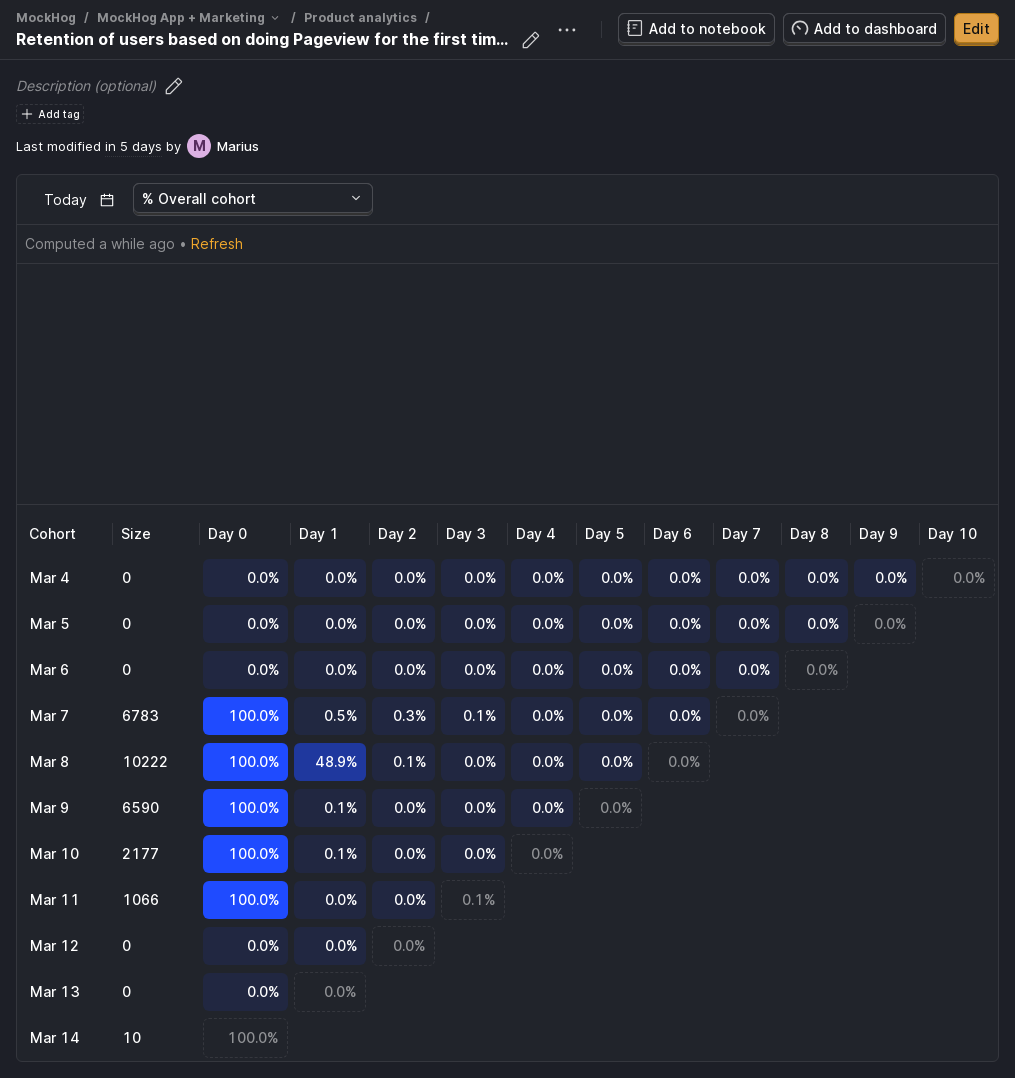 MockHog / MockHog App + Marketing / Product analytics /
Retention of users based on doing Pageview for the first tim...
Add to notebook
Add to dashboard
Edit
Description (optional)
Add tag
Last modified in 5 days by M Marius
Today
% Overall cohort
Computed a while ago • Refresh
Cohort Size Day 0 Day 1 Day 2 Day 3 Day 4 Day 5 Day 6 Day 7 Day 8 Day 9 Day 10
Mar 4 0 0.0% 0.0% 0.0% 0.0% 0.0% 0.0% 0.0% 0.0% 0.0% 0.0% 0.0%
Mar 5 0 0.0% 0.0% 0.0% 0.0% 0.0% 0.0% 0.0% 0.0% 0.0% 0.0%
Mar 6 0 0.0% 0.0% 0.0% 0.0% 0.0% 0.0% 0.0% 0.0% 0.0%
Mar 7 6783 100.0% 0.5% 0.3% 0.1% 0.0% 0.0% 0.0% 0.0%
Mar 8 10222 100.0% 48.9% 0.1% 0.0% 0.0% 0.0% 0.0%
Mar 9 6590 100.0% 0.1% 0.0% 0.0% 0.0% 0.0%
Mar 10 2177 100.0% 0.1% 0.0% 0.0% 0.0%
Mar 11 1066 100.0% 0.0% 0.0% 0.1%
Mar 12 0 0.0% 0.0% 0.0%
Mar 13 0 0.0% 0.0%
Mar 14 10 100.0%